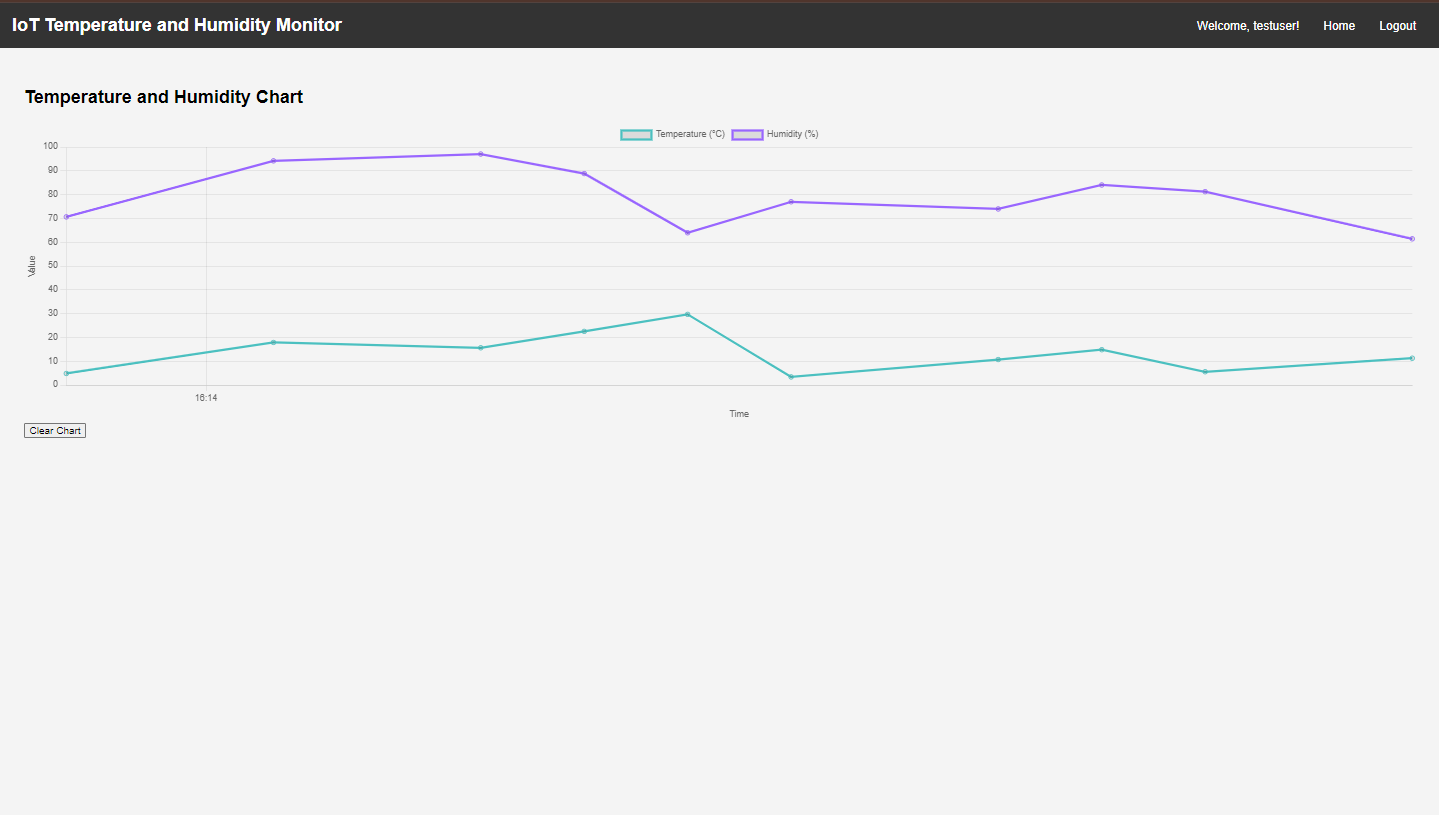 IoT Temperature and Humidity Monitor
Welcome, testuser! Home Logout
Temperature and Humidity Chart
Temperature (°C) Humidity (%)
100
90
80
70
60
50
40
30
20
10
0
Value
16:14
Time
Clear Chart